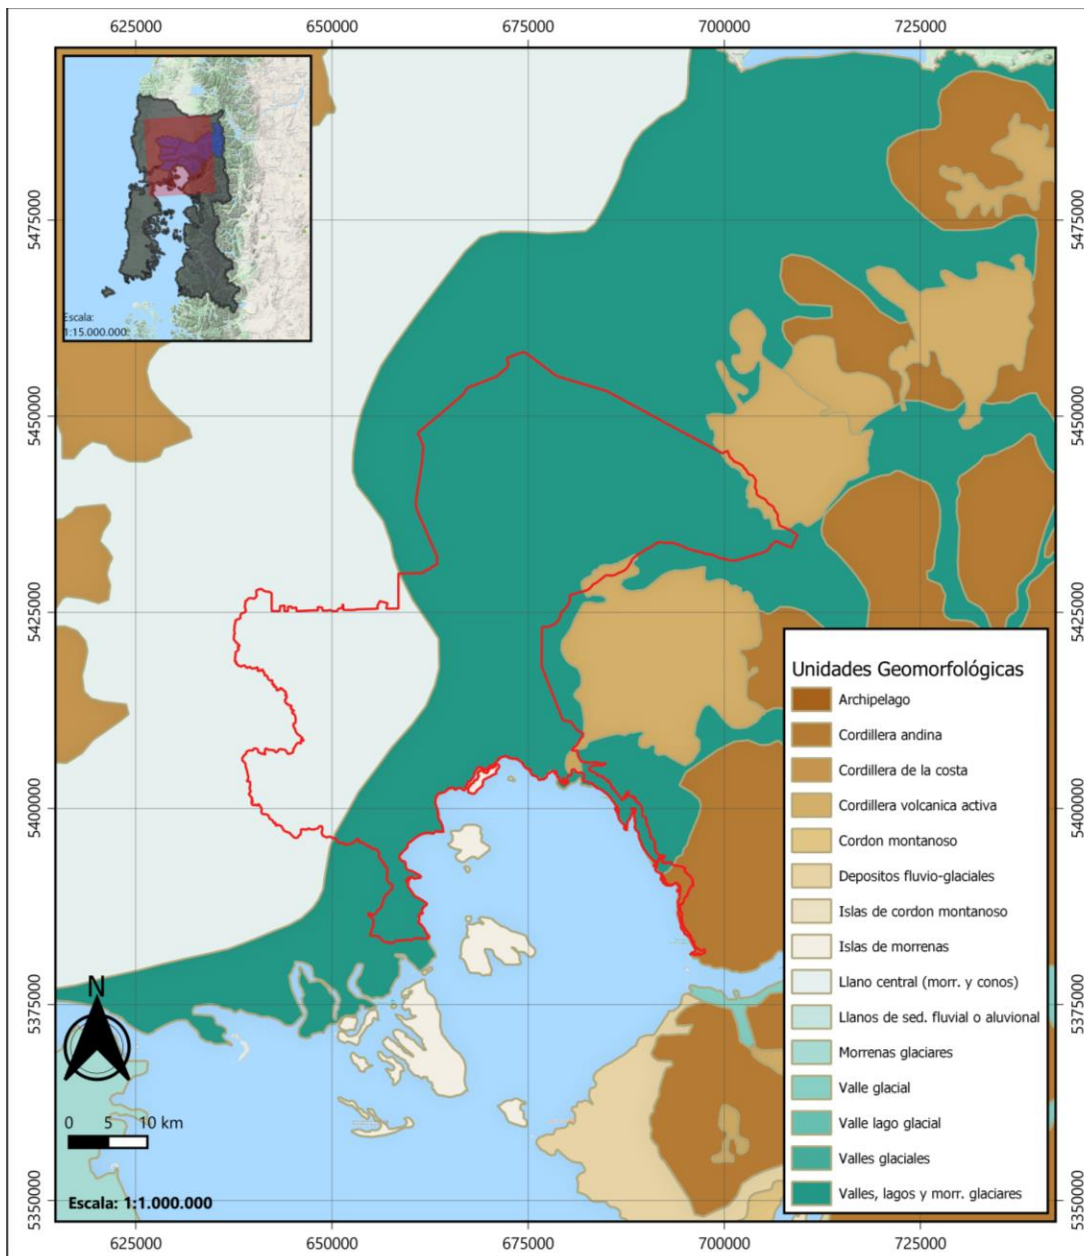 625000 650000 675000 700000 725000
Escala:
1:15.000.000
5475000 5475000
5450000 5450000
5425000 5425000
5400000 5400000
5375000 5375000
5350000 5350000
Unidades Geomorfológicas
Archipelago
Cordillera andina
Cordillera de la costa
Cordillera volcanica activa
Cordon montanoso
Depositos fluvio-glaciales
Islas de cordon montanoso
Islas de morrenas
Llano central (morr. y conos)
Llanos de sed. fluvial o aluvional
Morrenas glaciares
Valle glacial
Valle lago glacial
Valles glaciales
Valles, lagos y morr. glaciares
N
0 5 10 km
Escala: 1:1.000.000
625000 650000 675000 700000 725000